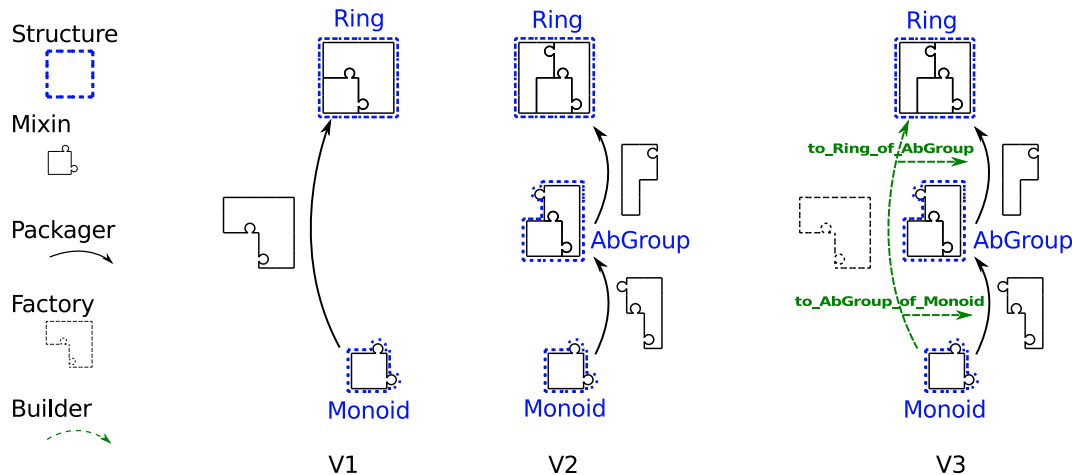 Structure
Mixin
Packager
Factory
Builder
Ring
Monoid
V1
Ring
AbGroup
Monoid
V2
Ring
to_Ring_of_AbGroup
AbGroup
to_AbGroup_of_Monoid
Monoid
V3